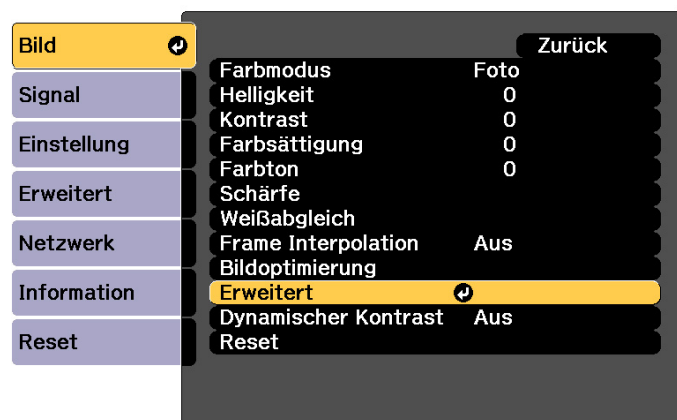 Bild
Signal
Einstellung
Erweitert
Netzwerk
Information
Reset
Zurück
Farbmodus Foto
Helligkeit 0
Kontrast 0
Farbsättigung 0
Farbton 0
Schärfe
Weißabgleich
Frame Interpolation Aus
Bildoptimierung
Erweitert
Dynamischer Kontrast Aus
Reset